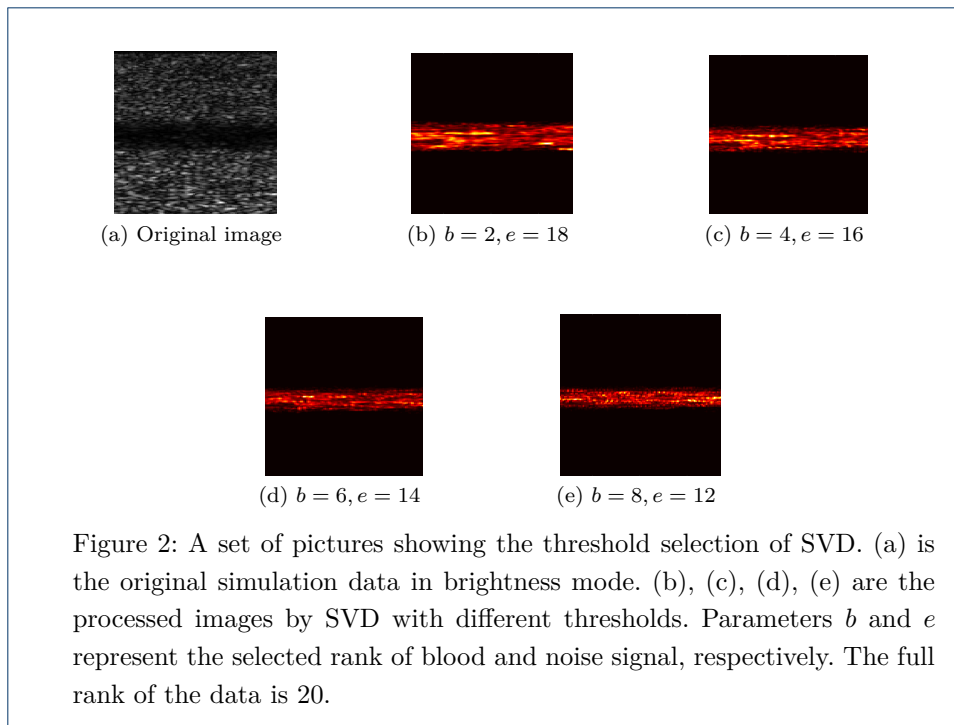 (a) Original image
(b) b = 2, e = 18
(c) b = 4, e = 16
(d) b = 6, e = 14
(e) b = 8, e = 12
Figure 2: A set of pictures showing the threshold selection of SVD. (a) is
the original simulation data in brightness mode. (b), (c), (d), (e) are the
processed images by SVD with different thresholds. Parameters b and e
represent the selected rank of blood and noise signal, respectively. The full
rank of the data is 20.